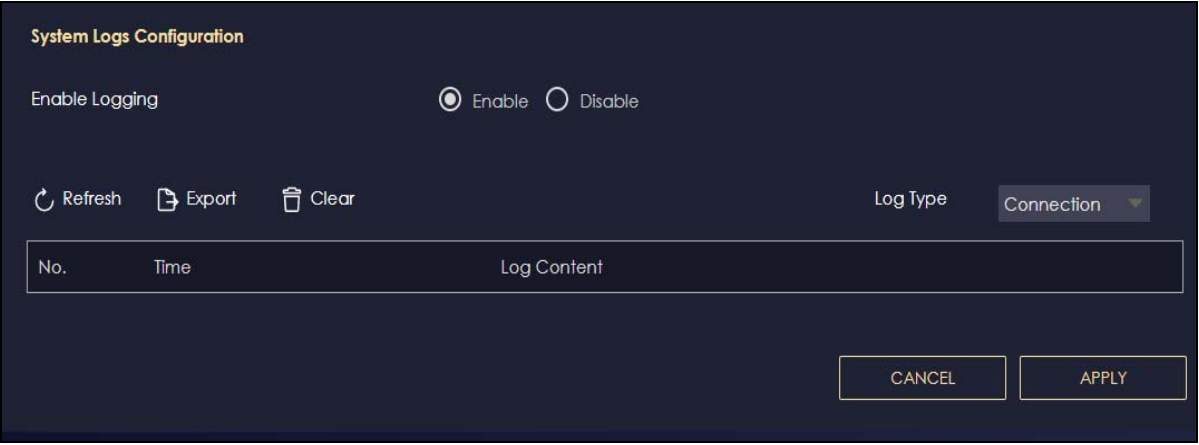 System Logs Configuration
Enable Logging Enable Disable
Refresh Export Clear Log Type Connection
No. Time Log Content
CANCEL APPLY